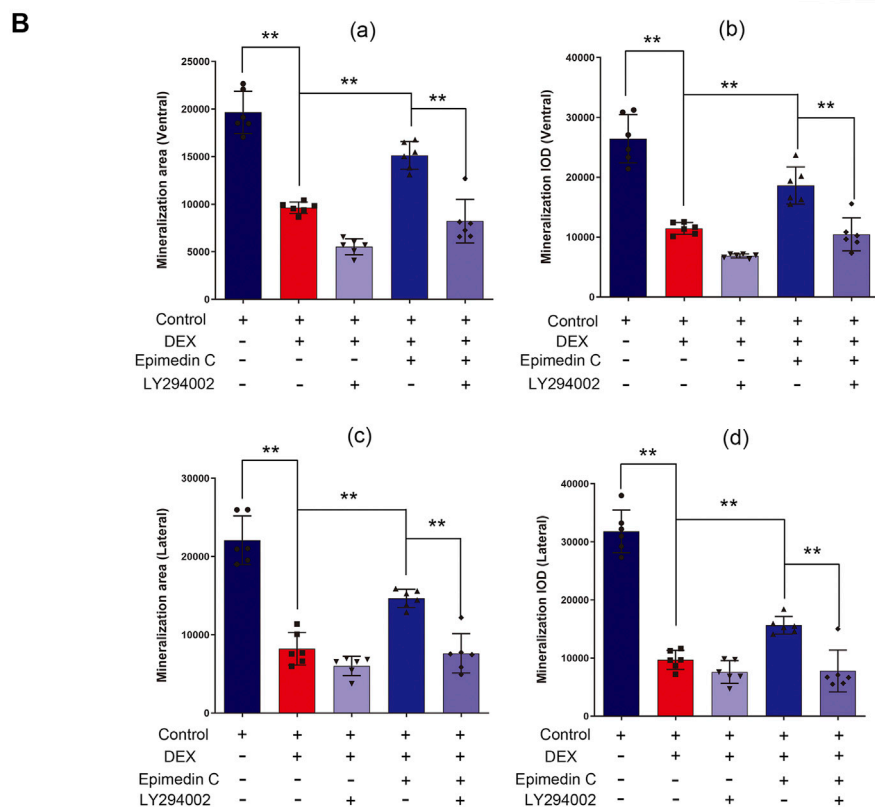 B
(a)
** ** **
Mineralization area (Ventral)
25000
20000
15000
10000
5000
0
Control + + + + +
DEX - + + + +
Epimedin C - - - + +
LY294002 - - + - +
(b)
** ** **
Mineralization IOD (Ventral)
40000
30000
20000
10000
0
Control + + + + +
DEX - + + + +
Epimedin C - - - + +
LY294002 - - + - +
(c)
** ** **
Mineralization area (Lateral)
30000
20000
10000
0
Control + + + + +
DEX - + + + +
Epimedin C - - - + +
LY294002 - - + - +
(d)
** ** **
Mineralization IOD (Lateral)
40000
30000
20000
10000
0
Control + + + + +
DEX - + + + +
Epimedin C - - - + +
LY294002 - - + - +